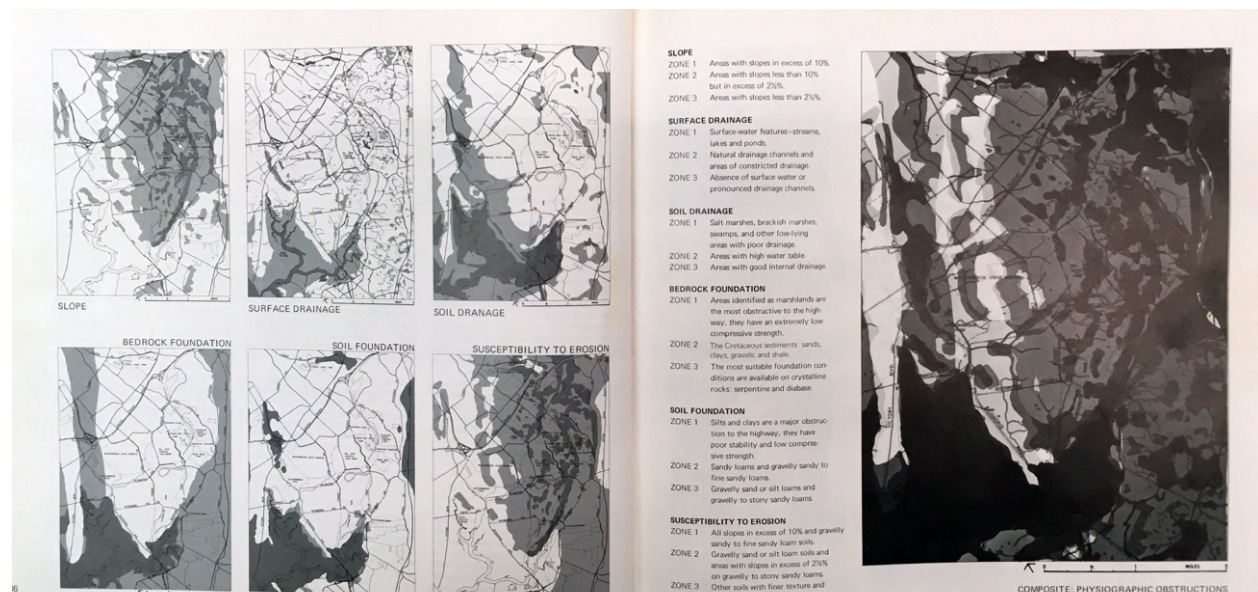 SLOPE
SURFACE DRAINAGE
SOIL DRANAGE
BEDROCK FOUNDATION
SOIL FOUNDATION
SUSCEPTIBILITY TO EROSION
SLOPE
ZONE 1 Areas with slopes in excess of 10%.
ZONE 2 Areas with slopes less than 10%
but in excess of 2½%.
ZONE 3 Areas with slopes less than 2½%.
SURFACE DRAINAGE
ZONE 1 Surface-water features—streams,
lakes and ponds.
ZONE 2 Natural drainage channels and
areas of constricted drainage.
ZONE 3 Absence of surface water or
pronounced drainage channels.
SOIL DRAINAGE
ZONE 1 Salt marshes, brackish marshes,
swamps, and other low-lying
areas with poor drainage.
ZONE 2 Areas with high water table.
ZONE 3 Areas with good internal drainage.
BEDROCK FOUNDATION
ZONE 1 Areas identified as marshlands are
the most obstructive to the high-
way; they have an extremely low
compressive strength.
ZONE 2 The Cretaceous sediments: sands,
clays, gravels; and shale.
ZONE 3 The most suitable foundation con-
ditions are available on crystalline
rocks: serpentine and diabase.
SOIL FOUNDATION
ZONE 1 Silts and clays are a major obstruc-
tion to the highway; they have
poor stability and low compres-
sive strength.
ZONE 2 Sandy loams and gravelly sandy to
fine sandy loams.
ZONE 3 Gravelly sand or silt loams and
gravelly to stony sandy loams.
SUSCEPTIBILITY TO EROSION
ZONE 1 All slopes in excess of 10% and gravelly
sandy to fine sandy loam soils.
ZONE 2 Gravelly sand or silt loam soils and
areas with slopes in excess of 2½%
on gravelly to stony sandy loams.
ZONE 3 Other soils with finer texture and
VICTORY BLVD
MILES
COMPOSITE: PHYSIOGRAPHIC OBSTRUCTIONS